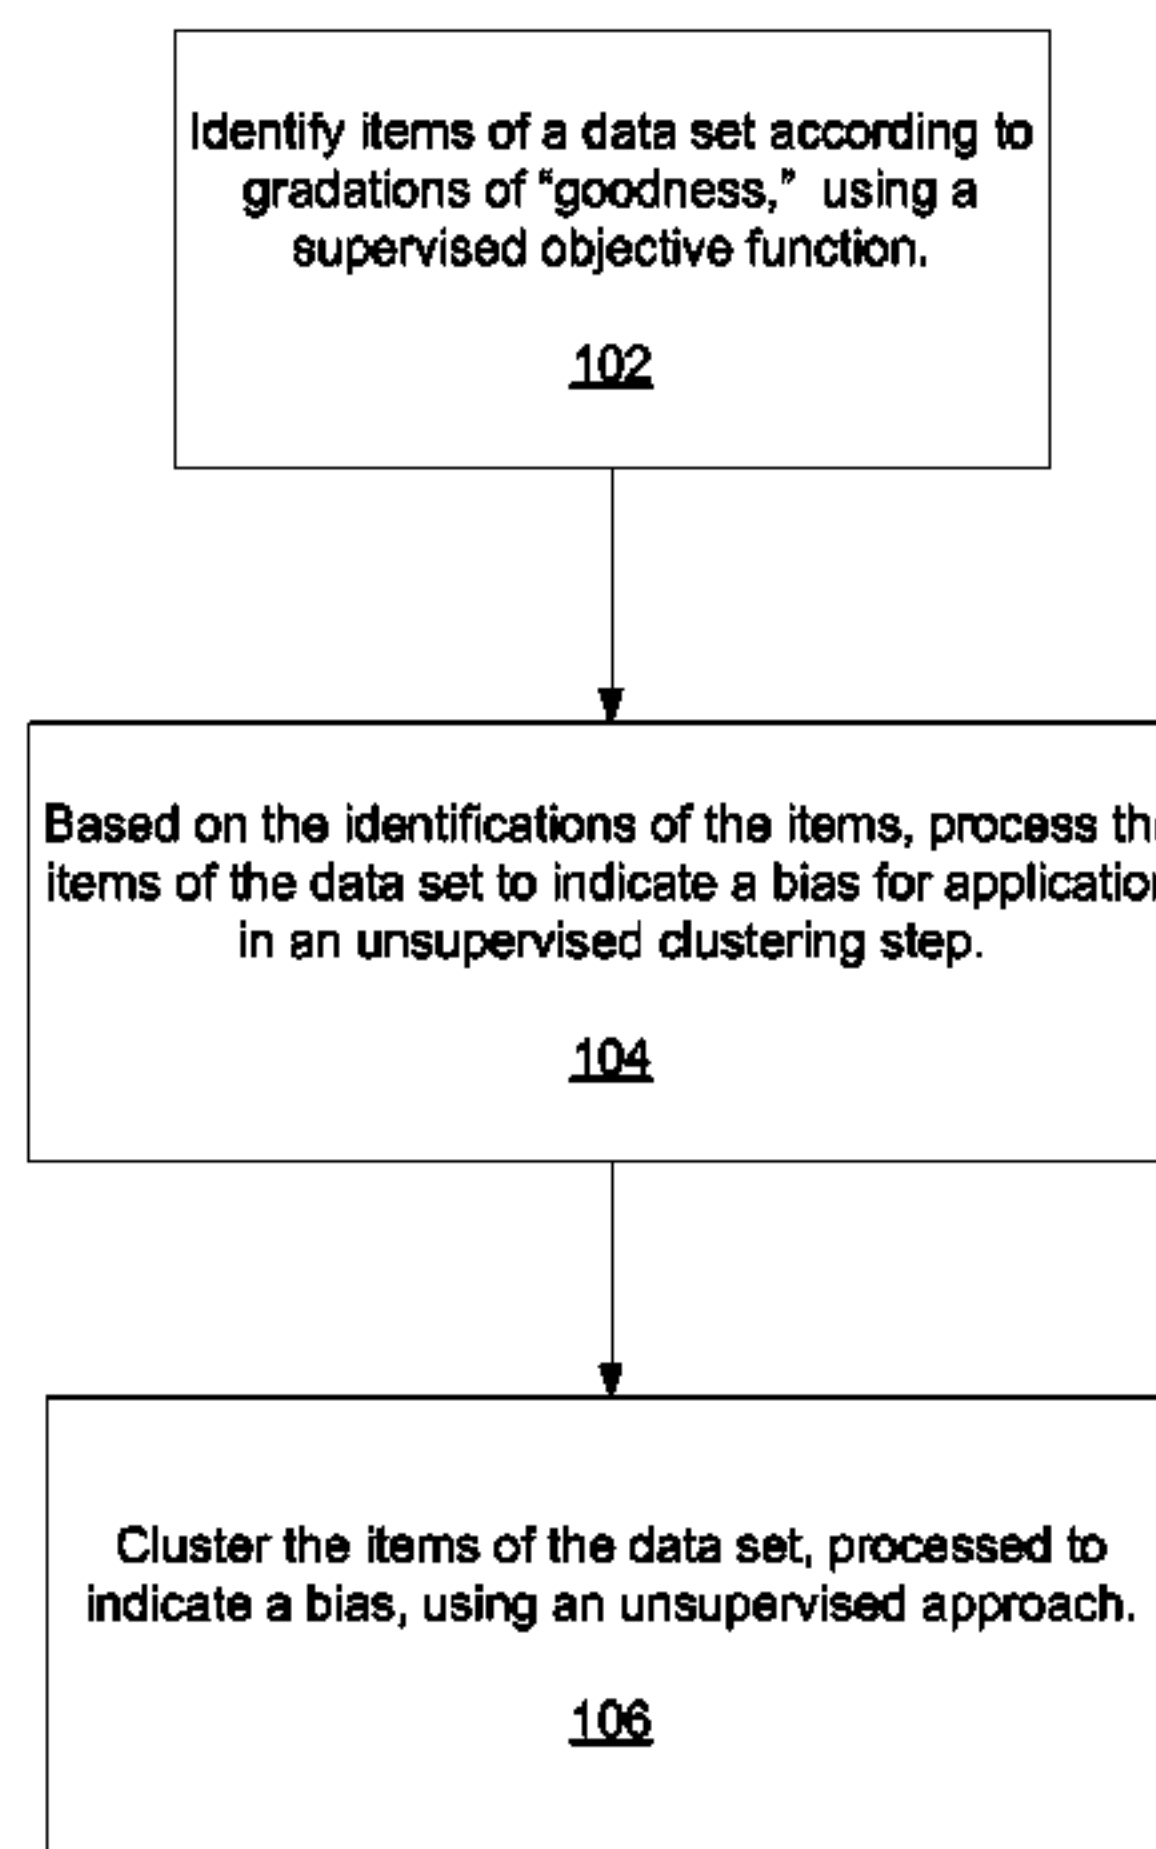 Identify items of a data set according to
gradations of “goodness,” using a
supervised objective function.
102
Based on the identifications of the items, process the
items of the data set to indicate a bias for application
in an unsupervised clustering step.
104
Cluster the items of the data set, processed to
indicate a bias, using an unsupervised approach.
106